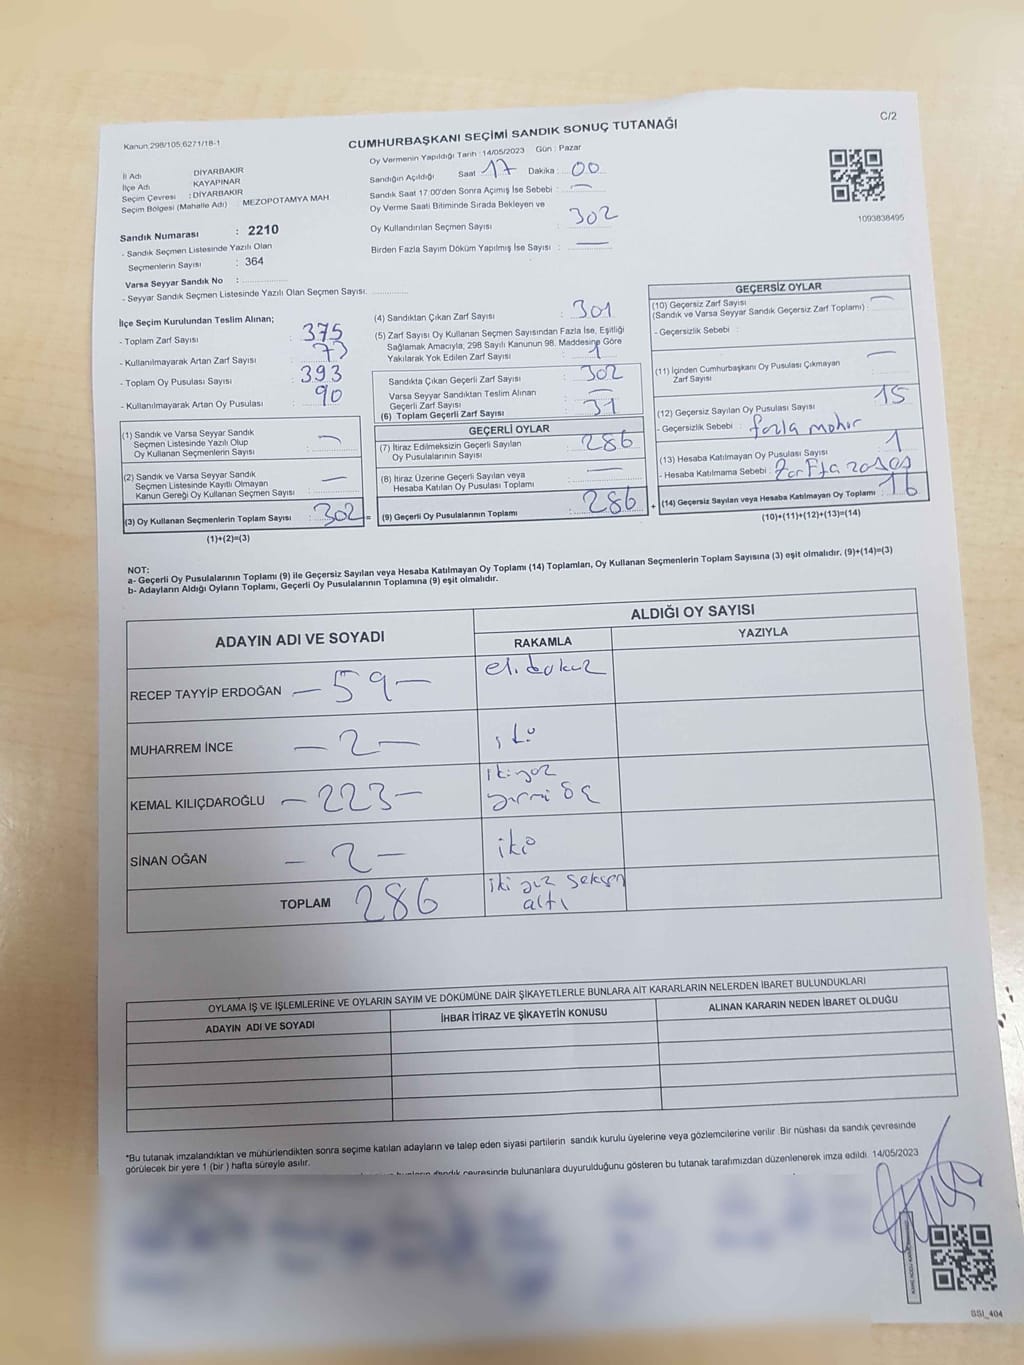 C/2
Kanun 298/105,6271/18-1
CUMHURBAŞKANI SEÇİMİ SANDIK SONUÇ TUTANAĞI
Oy Vermenin Yapıldığı Tarih : 14/05/2023 Gün : Pazar
İl Adı : DİYARBAKIR
İlçe Adı KAYAPINAR
Seçim Çevresi : DİYARBAKIR
Seçim Bölgesi (Mahalle Adı) : MEZOPOTAMYA MAH
Sandığın Açıldığı Saat : 17 Dakika : 00
Sandık Saat 17.00'den Sonra Açımış İse Sebebi : —
Oy Verme Saati Bitiminde Sırada Bekleyen ve
Oy Kullandırılan Seçmen Sayısı : 302
Birden Fazla Sayım Döküm Yapılmış İse Sayısı : —
1093838495
Sandık Numarası : 2210
- Sandık Seçmen Listesinde Yazılı Olan
Seçmenlerin Sayısı : 364
Varsa Seyyar Sandık No :
- Seyyar Sandık Seçmen Listesinde Yazılı Olan Seçmen Sayısı.
İlçe Seçim Kurulundan Teslim Alınan;
- Toplam Zarf Sayısı : 375
- Kullanılmayarak Artan Zarf Sayısı : 73
- Toplam Oy Pusulası Sayısı : 393
- Kullanılmayarak Artan Oy Pusulası : 90
(1) Sandık ve Varsa Seyyar Sandık
Seçmen Listesinde Yazılı Olup
Oy Kullanan Seçmenlerin Sayısı : —
(2) Sandık ve Varsa Seyyar Sandık
Seçmen Listesinde Kayıtlı Olmayan
Kanun Gereği Oy Kullanan Seçmen Sayısı : —
(3) Oy Kullanan Seçmenlerin Toplam Sayısı : 302 =
(1)+(2)=(3)
(4) Sandıktan Çıkan Zarf Sayısı : 301
(5) Zarf Sayısı Oy Kullanan Seçmen Sayısından Fazla İse, Eşitliği
Sağlamak Amacıyla, 298 Sayılı Kanunun 98. Maddesine Göre
Yakılarak Yok Edilen Zarf Sayısı : 1
Sandıkta Çıkan Geçerli Zarf Sayısı : 302
Varsa Seyyar Sandıktan Teslim Alınan
Geçerli Zarf Sayısı : —
(6) Toplam Geçerli Zarf Sayısı : 31
GEÇERLİ OYLAR
(7) İtiraz Edilmeksizin Geçerli Sayılan
Oy Pusulalarının Sayısı : 286
(8) İtiraz Üzerine Geçerli Sayılan veya
Hesaba Katılan Oy Pusulası Toplamı : —
(9) Geçerli Oy Pusulalarının Toplamı : 286 +
GEÇERSİZ OYLAR
(10) Geçersiz Zarf Sayısı : —
(Sandık ve Varsa Seyyar Sandık Geçersiz Zarf Toplamı)
- Geçersizlik Sebebi :
(11) İçinden Cumhurbaşkanı Oy Pusulası Çıkmayan
Zarf Sayısı : —
(12) Geçersiz Sayılan Oy Pusulası Sayısı : 15
- Geçersizlik Sebebi : fazla mohür
(13) Hesaba Katılmayan Oy Pusulası Sayısı : 1
- Hesaba Katılmama Sebebi :
(14) Geçersiz Sayılan veya Hesaba Katılmayan Oy Toplamı : 16
(10)+(11)+(12)+(13)=(14)
NOT:
a- Geçerli Oy Pusulalarının Toplamı (9) ile Geçersiz Sayılan veya Hesaba Katılmayan Oy Toplamı (14) Toplamları, Oy Kullanan Seçmenlerin Toplam Sayısına (3) eşit olmalıdır. (9)+(14)=(3)
b- Adayların Aldığı Oyların Toplamı, Geçerli Oy Pusulalarının Toplamına (9) eşit olmalıdır.
ADAYIN ADI VE SOYADI
ALDIĞI OY SAYISI
RAKAMLA
YAZIYLA
RECEP TAYYİP ERDOĞAN — 59 — eli dokuz
MUHARREM İNCE — 2 — iki
KEMAL KILIÇDAROĞLU — 223 — ikiyüz
yirmi üç
SİNAN OĞAN — 2 — iki
TOPLAM 286 iki yüz seksen
altı
OYLAMA İŞ VE İŞLEMLERİNE VE OYLARIN SAYIM VE DÖKÜMÜNE DAİR ŞİKAYETLERLE BUNLARA AİT KARARLARIN NELERDEN İBARET BULUNDUKLARI
ADAYIN ADI VE SOYADI
İHBAR İTİRAZ VE ŞİKAYETİN KONUSU
ALINAN KARARIN NEDEN İBARET OLDUĞU
*Bu tutanak imzalandıktan ve mühürlendikten sonra seçime katılan adayların ve talep eden siyasi partilerin sandık kurulu üyelerine veya gözlemcilerine verilir .Bir nüshası da sandık çevresinde
görülecek bir yere 1 (bir ) hafta süreyle asılır.
sandık çevresinde bulunanlara duyurulduğunu gösteren bu tutanak tarafımızdan düzenlenerek imza edildi. 14/05/2023
SSI_404